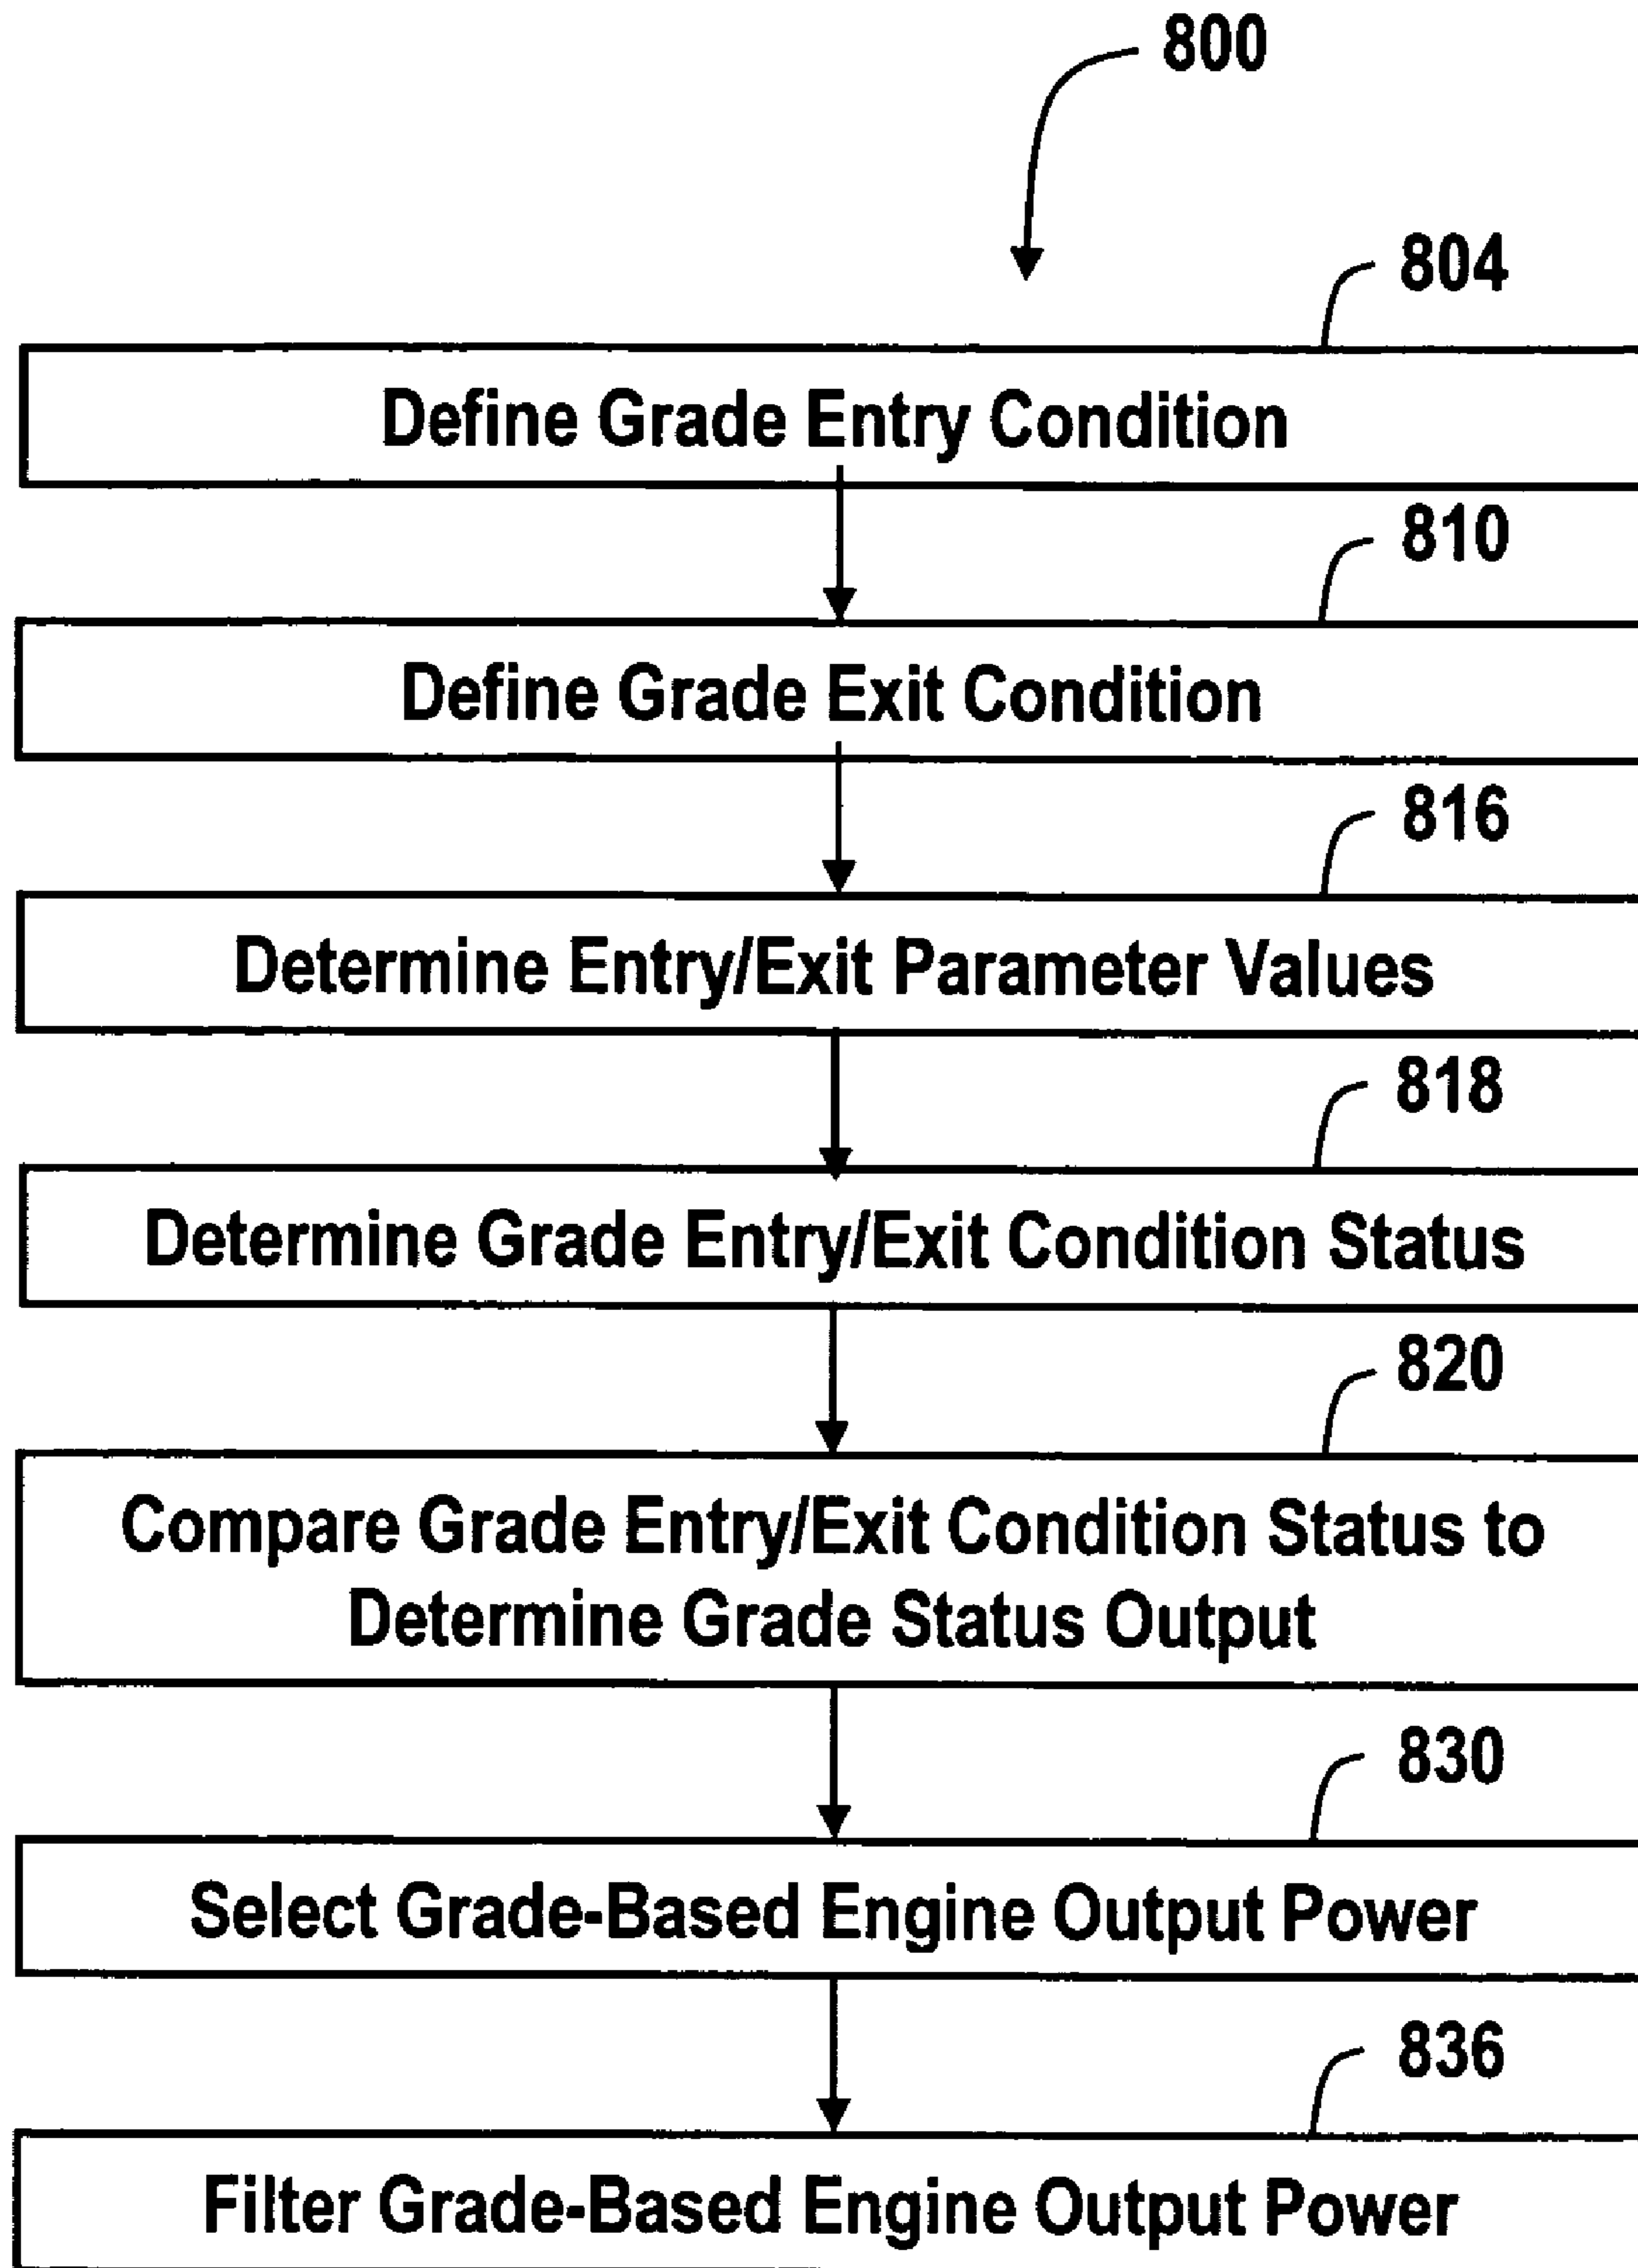 800
804
Define Grade Entry Condition
810
Define Grade Exit Condition
816
Determine Entry/Exit Parameter Values
818
Determine Grade Entry/Exit Condition Status
820
Compare Grade Entry/Exit Condition Status to
Determine Grade Status Output
830
Select Grade-Based Engine Output Power
836
Filter Grade-Based Engine Output Power